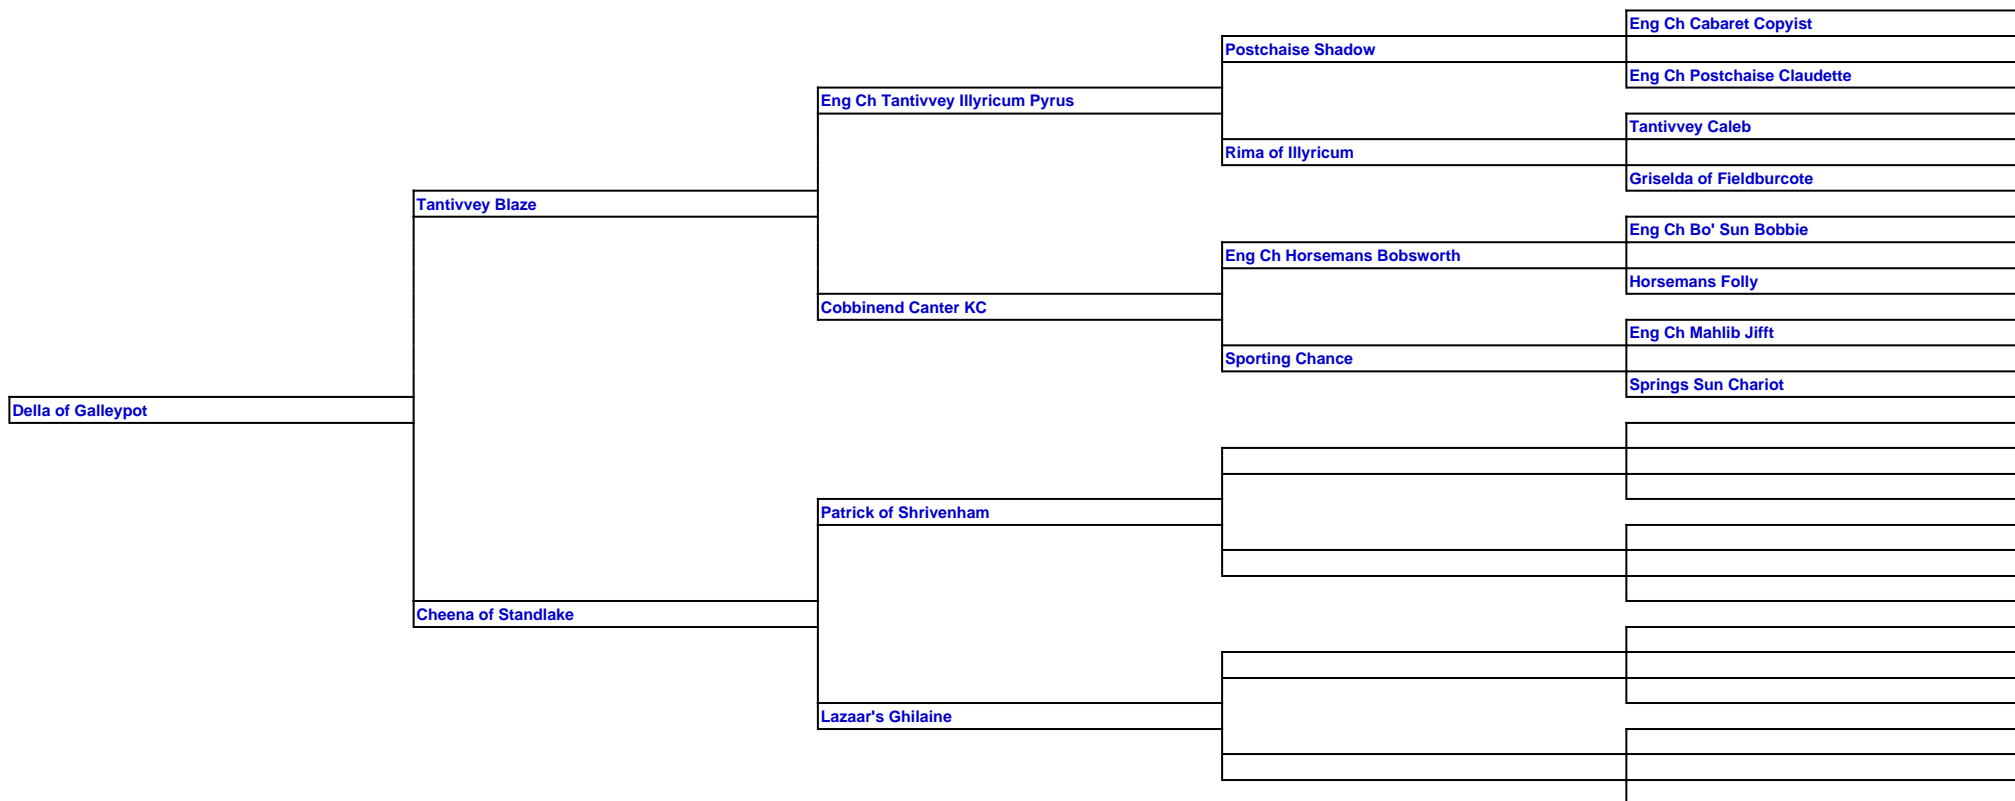 Eng Ch Cabaret Copyist
Postchaise Shadow
Eng Ch Postchaise Claudette
Eng Ch Tantivvey Illyricum Pyrus
Tantivvey Caleb
Rima of Illyricum
Griselda of Fieldburcote
Tantivvey Blaze
Eng Ch Bo' Sun Bobbie
Eng Ch Horsemans Bobsworth
Horsemans Folly
Cobbinend Canter KC
Eng Ch Mahlib Jifft
Sporting Chance
Springs Sun Chariot
Della of Galleypot
Patrick of Shrivenham
Cheena of Standlake
Lazaar's Ghilaine